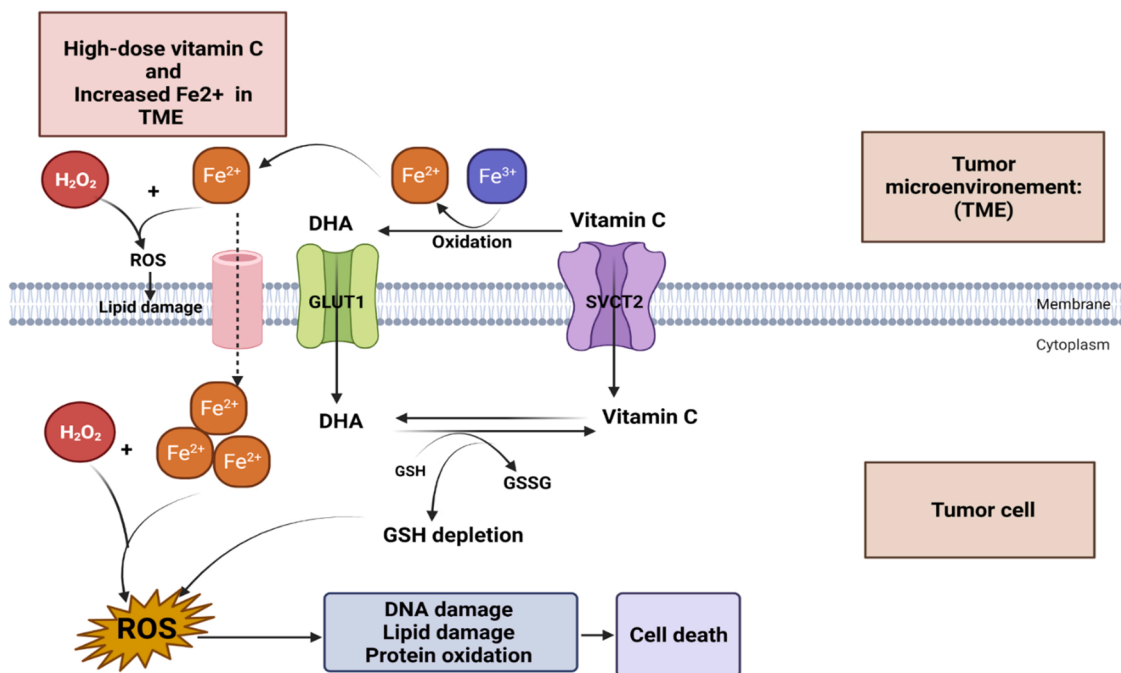 High-dose vitamin C
and
Increased Fe2+ in
TME
Tumor
microenvironement:
(TME)
H₂O₂
+
Fe²⁺
Fe²⁺
Fe³⁺
DHA
Oxidation
Vitamin C
ROS
Lipid damage
GLUT1
SVCT2
Membrane
Cytoplasm
H₂O₂
+
Fe²⁺
Fe²⁺
Fe²⁺
DHA
Vitamin C
GSH
GSSG
GSH depletion
Tumor cell
ROS
DNA damage
Lipid damage
Protein oxidation
Cell death